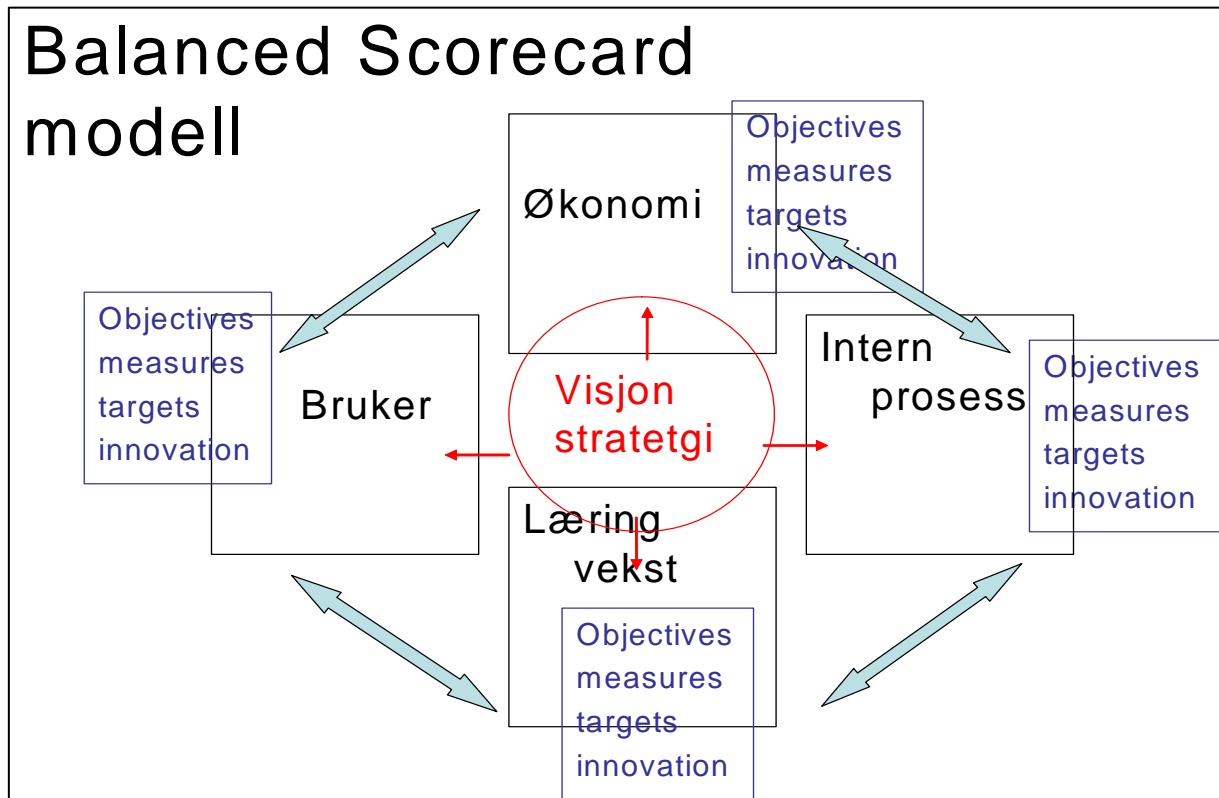 Balanced Scorecard
modell
Økonomi
Objectives
measures
targets
innovation
Objectives
measures
targets
innovation
Bruker
Visjon
stratetgi
Intern
prosess
Objectives
measures
targets
innovation
Læring
vekst
Objectives
measures
targets
innovation